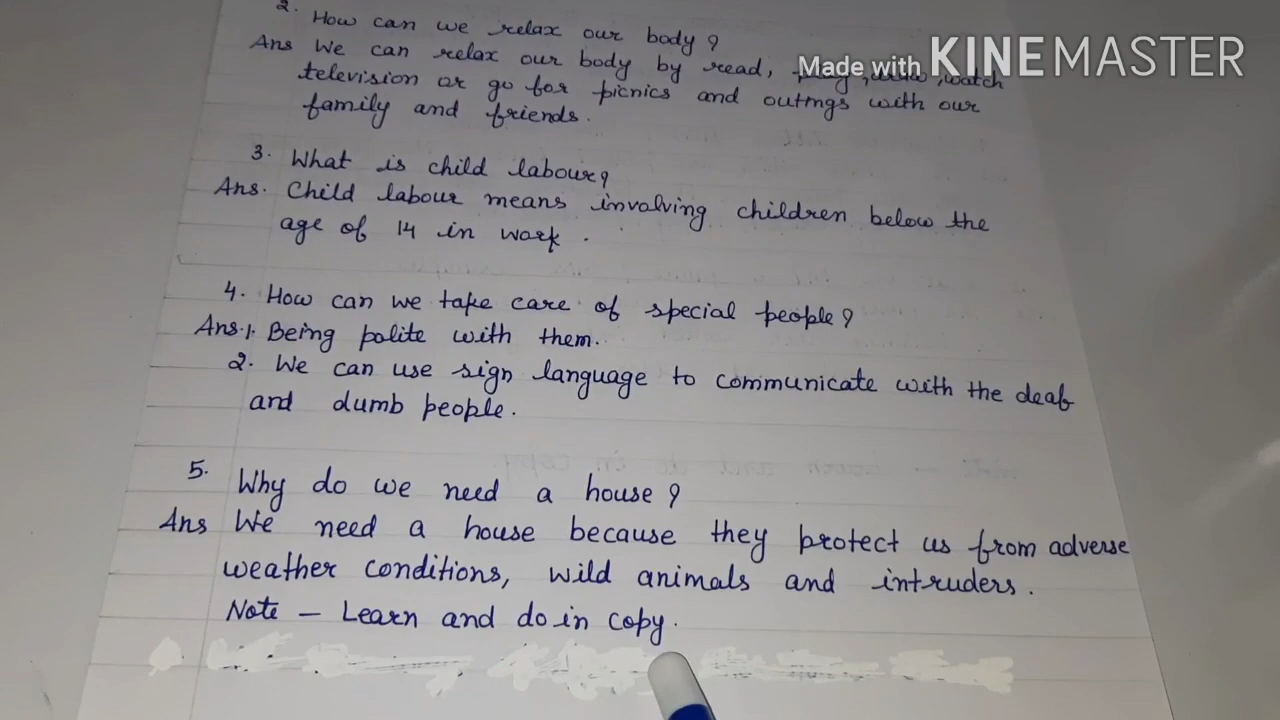 2. How can we relax our body ?
Ans We can relax our body by read, play, draw, watch
television or go for picnics and outings with our
family and friends.
3. What is child labour?
Ans. Child labour means involving children below the
age of 14 in work.
4. How can we take care of special people ?
Ans.1. Being polite with them.
2. We can use sign language to communicate with the deaf
and dumb people.
5. Why do we need a house ?
Ans We need a house because they protect us from adverse
weather conditions, wild animals and intruders.
Note – Learn and do in copy.
Made with KINEMASTER